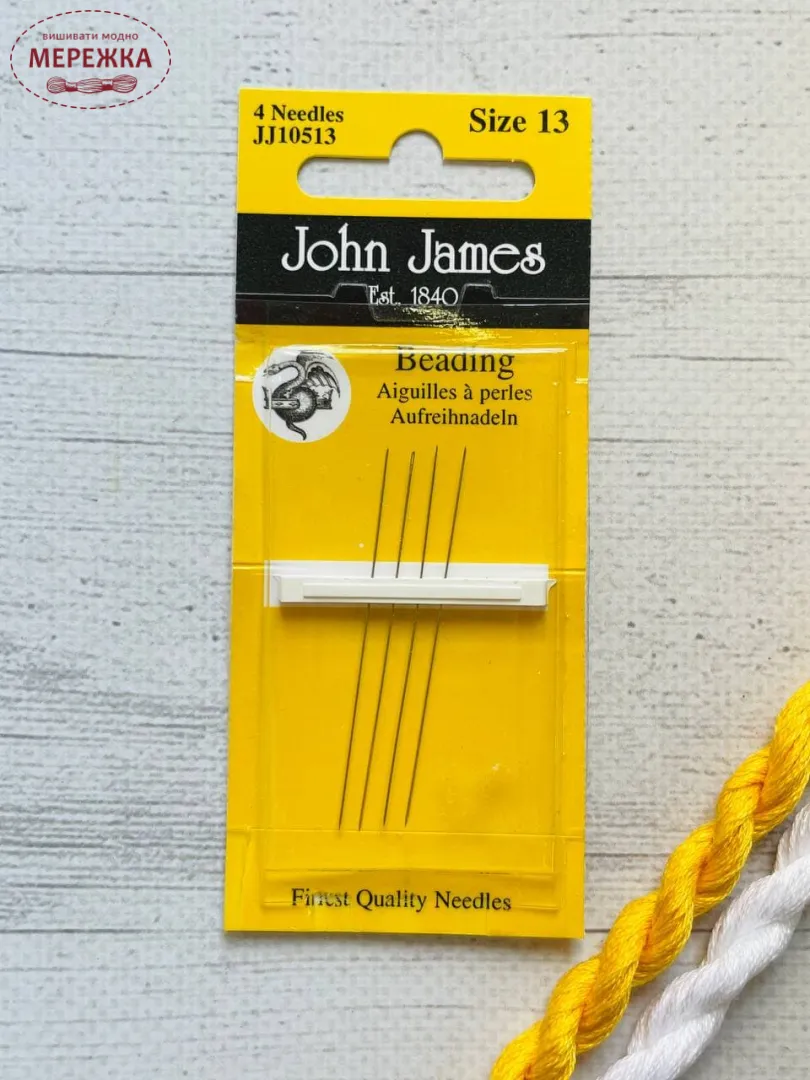 вишивати модно
МЕРЕЖКА
4 Needles
JJ10513
Size 13
John James
Est. 1840
Beading
Aiguilles à perles
Aufreihnadeln
Finest Quality Needles